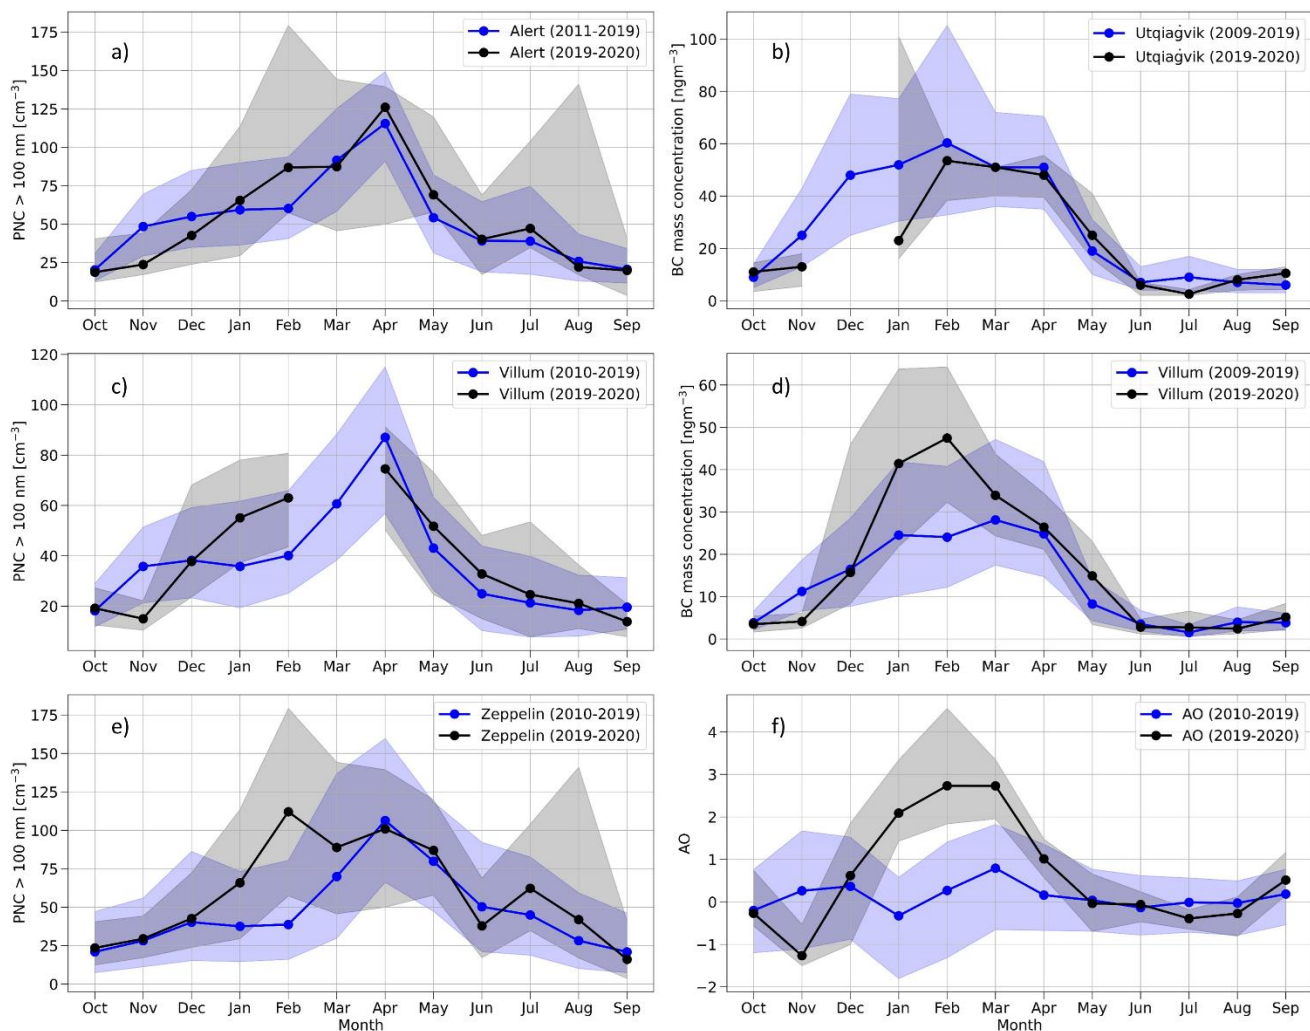 a)
Alert (2011-2019)
Alert (2019-2020)
PNC > 100 nm [cm⁻³]
175
150
125
100
75
50
25
0
Oct Nov Dec Jan Feb Mar Apr May Jun Jul Aug Sep
b)
Utqiaġvik (2009-2019)
Utqiaġvik (2019-2020)
BC mass concentration [ngm⁻³]
100
80
60
40
20
0
Oct Nov Dec Jan Feb Mar Apr May Jun Jul Aug Sep
c)
Villum (2010-2019)
Villum (2019-2020)
PNC > 100 nm [cm⁻³]
120
100
80
60
40
20
Oct Nov Dec Jan Feb Mar Apr May Jun Jul Aug Sep
d)
Villum (2009-2019)
Villum (2019-2020)
BC mass concentration [ngm⁻³]
60
50
40
30
20
10
0
Oct Nov Dec Jan Feb Mar Apr May Jun Jul Aug Sep
e)
Zeppelin (2010-2019)
Zeppelin (2019-2020)
PNC > 100 nm [cm⁻³]
175
150
125
100
75
50
25
0
Oct Nov Dec Jan Feb Mar Apr May Jun Jul Aug Sep
Month
f)
AO (2010-2019)
AO (2019-2020)
AO
4
3
2
1
0
−1
−2
Oct Nov Dec Jan Feb Mar Apr May Jun Jul Aug Sep
Month